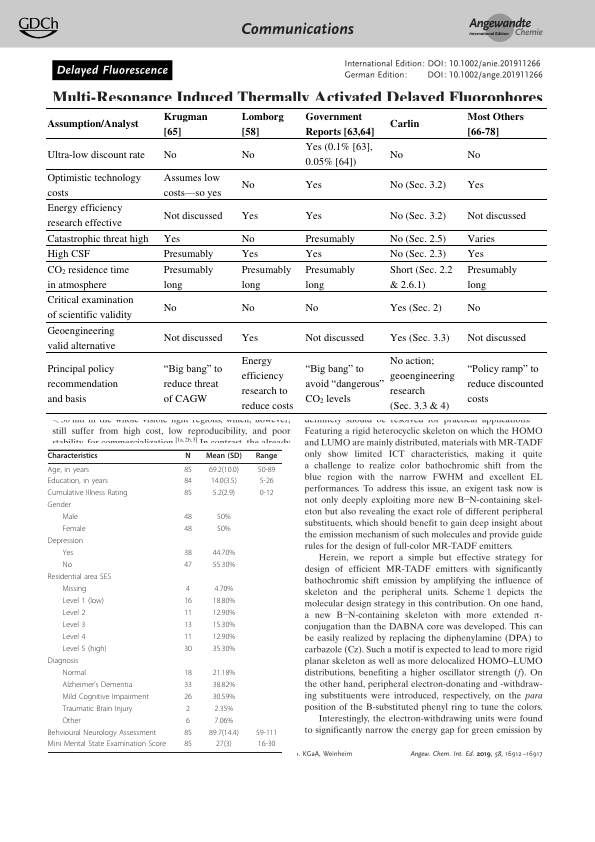 GDCh
Communications
Angewandte
International Edition
Chemie
Delayed Fluorescence
International Edition: DOI: 10.1002/anie.201911266
German Edition: DOI: 10.1002/ange.201911266
Multi-Resonance Induced Thermally Activated Delayed Fluorophores
Assumption/Analyst Krugman [65] Lomborg [58] Government Reports [63,64] Carlin Most Others [66-78]
Ultra-low discount rate No No Yes (0.1% [63], 0.05% [64]) No No
Optimistic technology costs Assumes low costs—so yes No Yes No (Sec. 3.2) Yes
Energy efficiency research effective Not discussed Yes Yes No (Sec. 3.2) Not discussed
Catastrophic threat high Yes No Presumably No (Sec. 2.5) Varies
High CSF Presumably Yes Yes No (Sec. 2.3) Yes
CO2 residence time in atmosphere Presumably long Presumably long Presumably long Short (Sec. 2.2 & 2.6.1) Presumably long
Critical examination of scientific validity No No No Yes (Sec. 2) No
Geoengineering valid alternative Not discussed Yes Not discussed Yes (Sec. 3.3) Not discussed
Principal policy recommendation and basis “Big bang” to reduce threat of CAGW Energy efficiency research to reduce costs “Big bang” to avoid “dangerous” CO2 levels No action; geoengineering research (Sec. 3.3 & 4) “Policy ramp” to reduce discounted costs
still suffer from high cost, low reproducibility, and poor
stability for commercialization.[1a,2b,3] In contrast, the already
Characteristics N Mean (SD) Range
Age, in years 85 69.2(10.0) 50-89
Education, in years 84 14.0(3.5) 5-26
Cumulative Illness Rating 85 5.2(2.9) 0-12
Gender
Male 48 50%
Female 48 50%
Depression
Yes 38 44.70%
No 47 55.30%
Residential area SES
Missing 4 4.70%
Level 1 (low) 16 18.80%
Level 2 11 12.90%
Level 3 13 15.30%
Level 4 11 12.90%
Level 5 (high) 30 35.30%
Diagnosis
Normal 18 21.18%
Alzheimer's Dementia 33 38.82%
Mild Cognitive Impairment 26 30.59%
Traumatic Brain Injury 2 2.35%
Other 6 7.06%
Behvioural Neurology Assessment 85 89.7(14.4) 59-111
Mini Mental State Examination Score 85 27(3) 16-30
Featuring a rigid heterocyclic skeleton on which the HOMO
and LUMO are mainly distributed, materials with MR-TADF
only show limited ICT characteristics, making it quite
a challenge to realize color bathochromic shift from the
blue region with the narrow FWHM and excellent EL
performances. To address this issue, an exigent task now is
not only deeply exploiting more new B−N-containing skel-
eton but also revealing the exact role of different peripheral
substituents, which should benefit to gain deep insight about
the emission mechanism of such molecules and provide guide
rules for the design of full-color MR-TADF emitters.
Herein, we report a simple but effective strategy for
design of efficient MR-TADF emitters with significantly
bathochromic shift emission by amplifying the influence of
skeleton and the peripheral units. Scheme 1 depicts the
molecular design strategy in this contribution. On one hand,
a new B−N-containing skeleton with more extended π-
conjugation than the DABNA core was developed. This can
be easily realized by replacing the diphenylamine (DPA) to
carbazole (Cz). Such a motif is expected to lead to more rigid
planar skeleton as well as more delocalized HOMO–LUMO
distributions, benefiting a higher oscillator strength (f). On
the other hand, peripheral electron-donating and -withdraw-
ing substituents were introduced, respectively, on the para
position of the B-substituted phenyl ring to tune the colors.
Interestingly, the electron-withdrawing units were found
to significantly narrow the energy gap for green emission by
. KGaA, Weinheim
Angew. Chem. Int. Ed. 2019, 58, 16912–16917